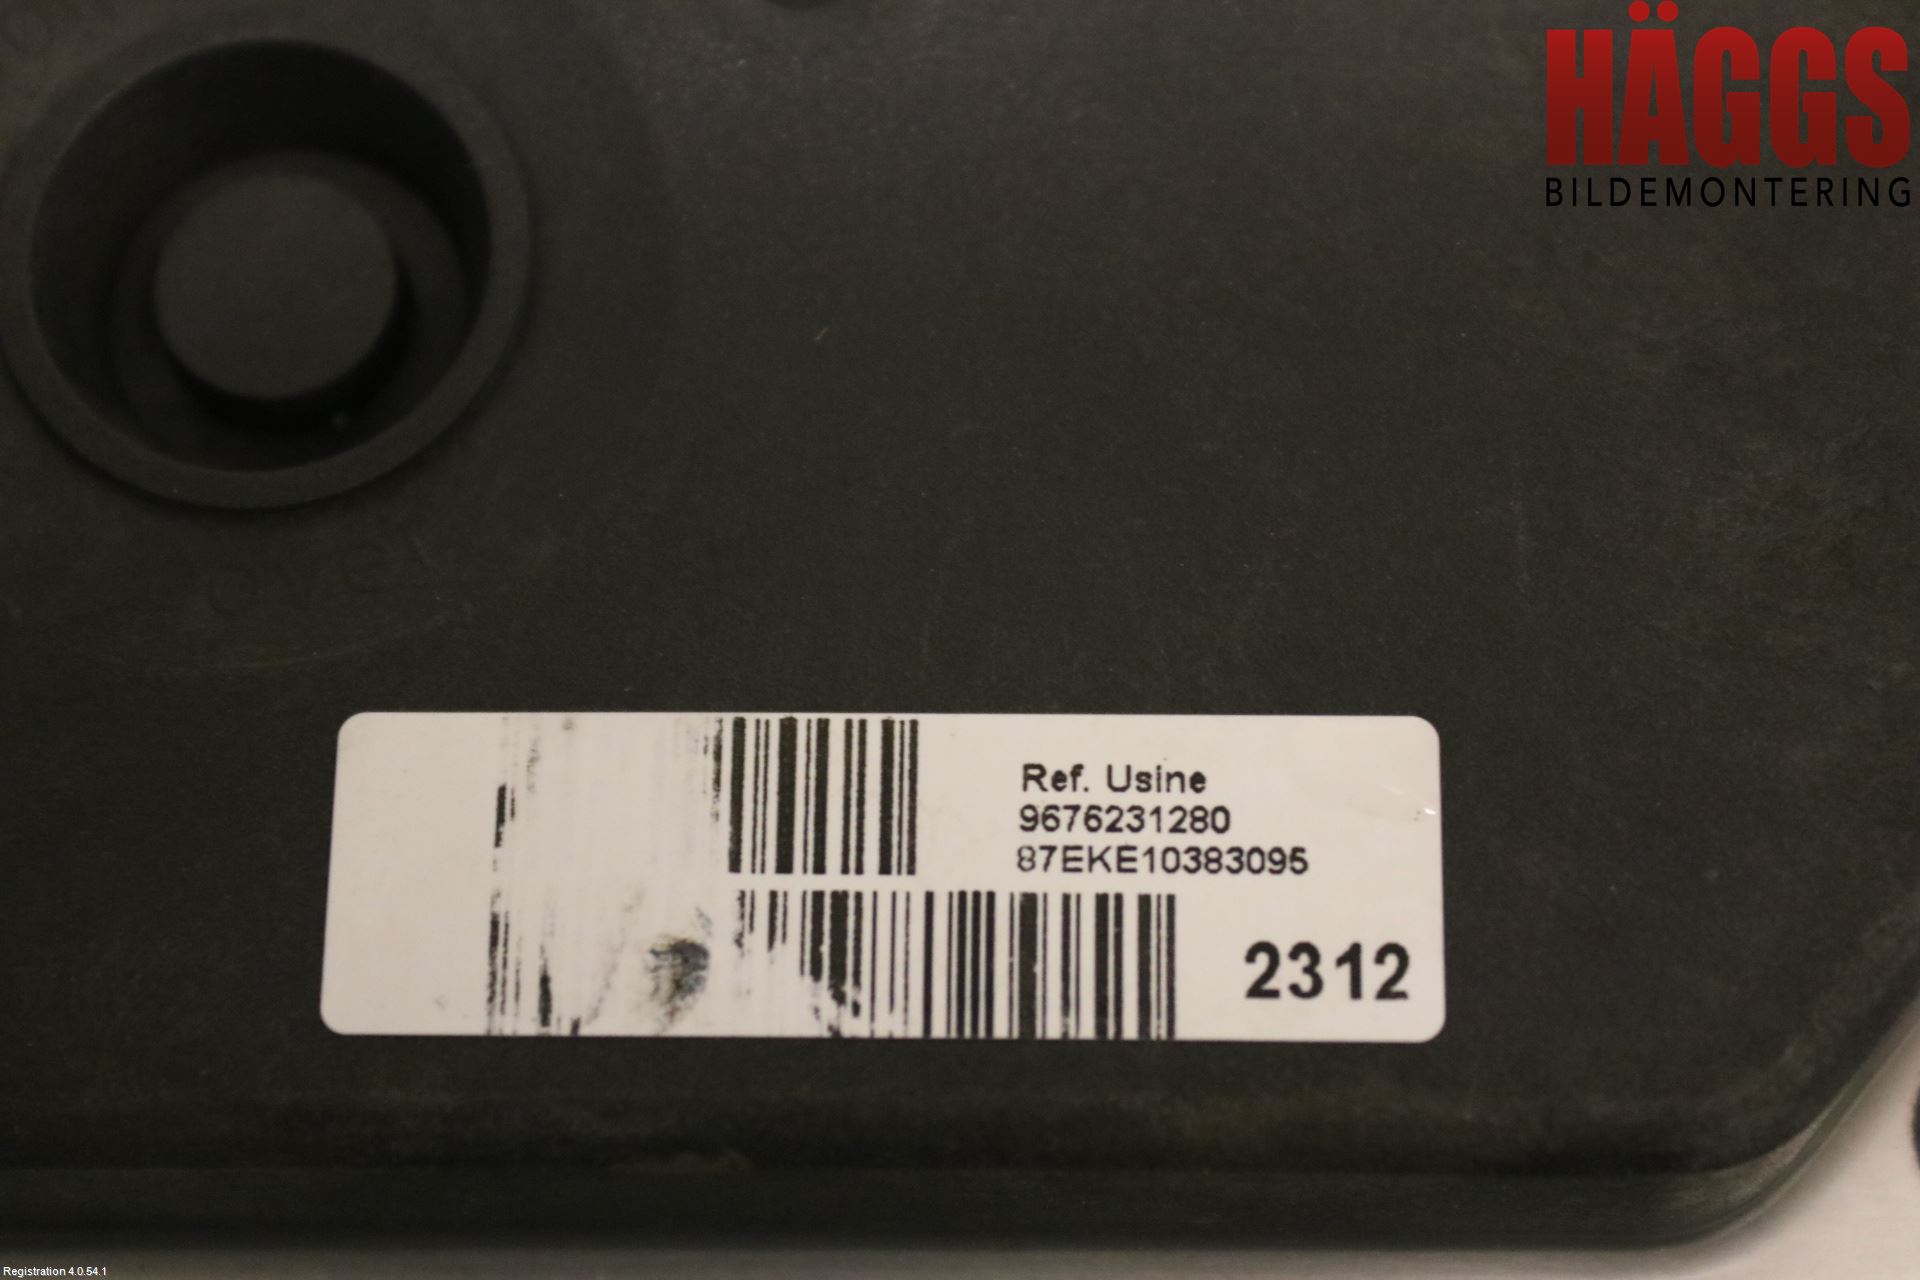 HÄGGS
BILDEMONTERING
Ref. Usine
9676231280
87EKE10383095
2312
Registration 4.0.54.1